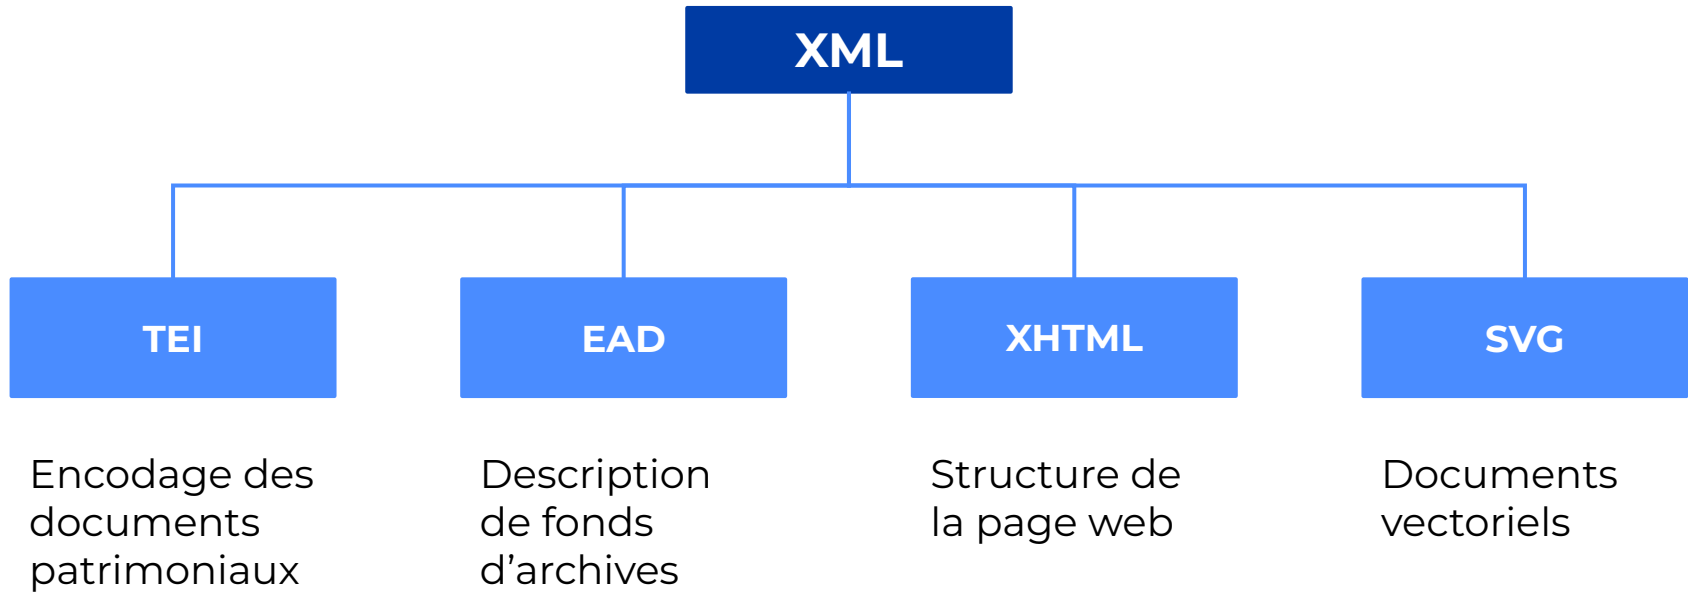 XML
TEI
EAD
XHTML
SVG
Encodage des
documents
patrimoniaux
Description
de fonds
d’archives
Structure de
la page web
Documents
vectoriels